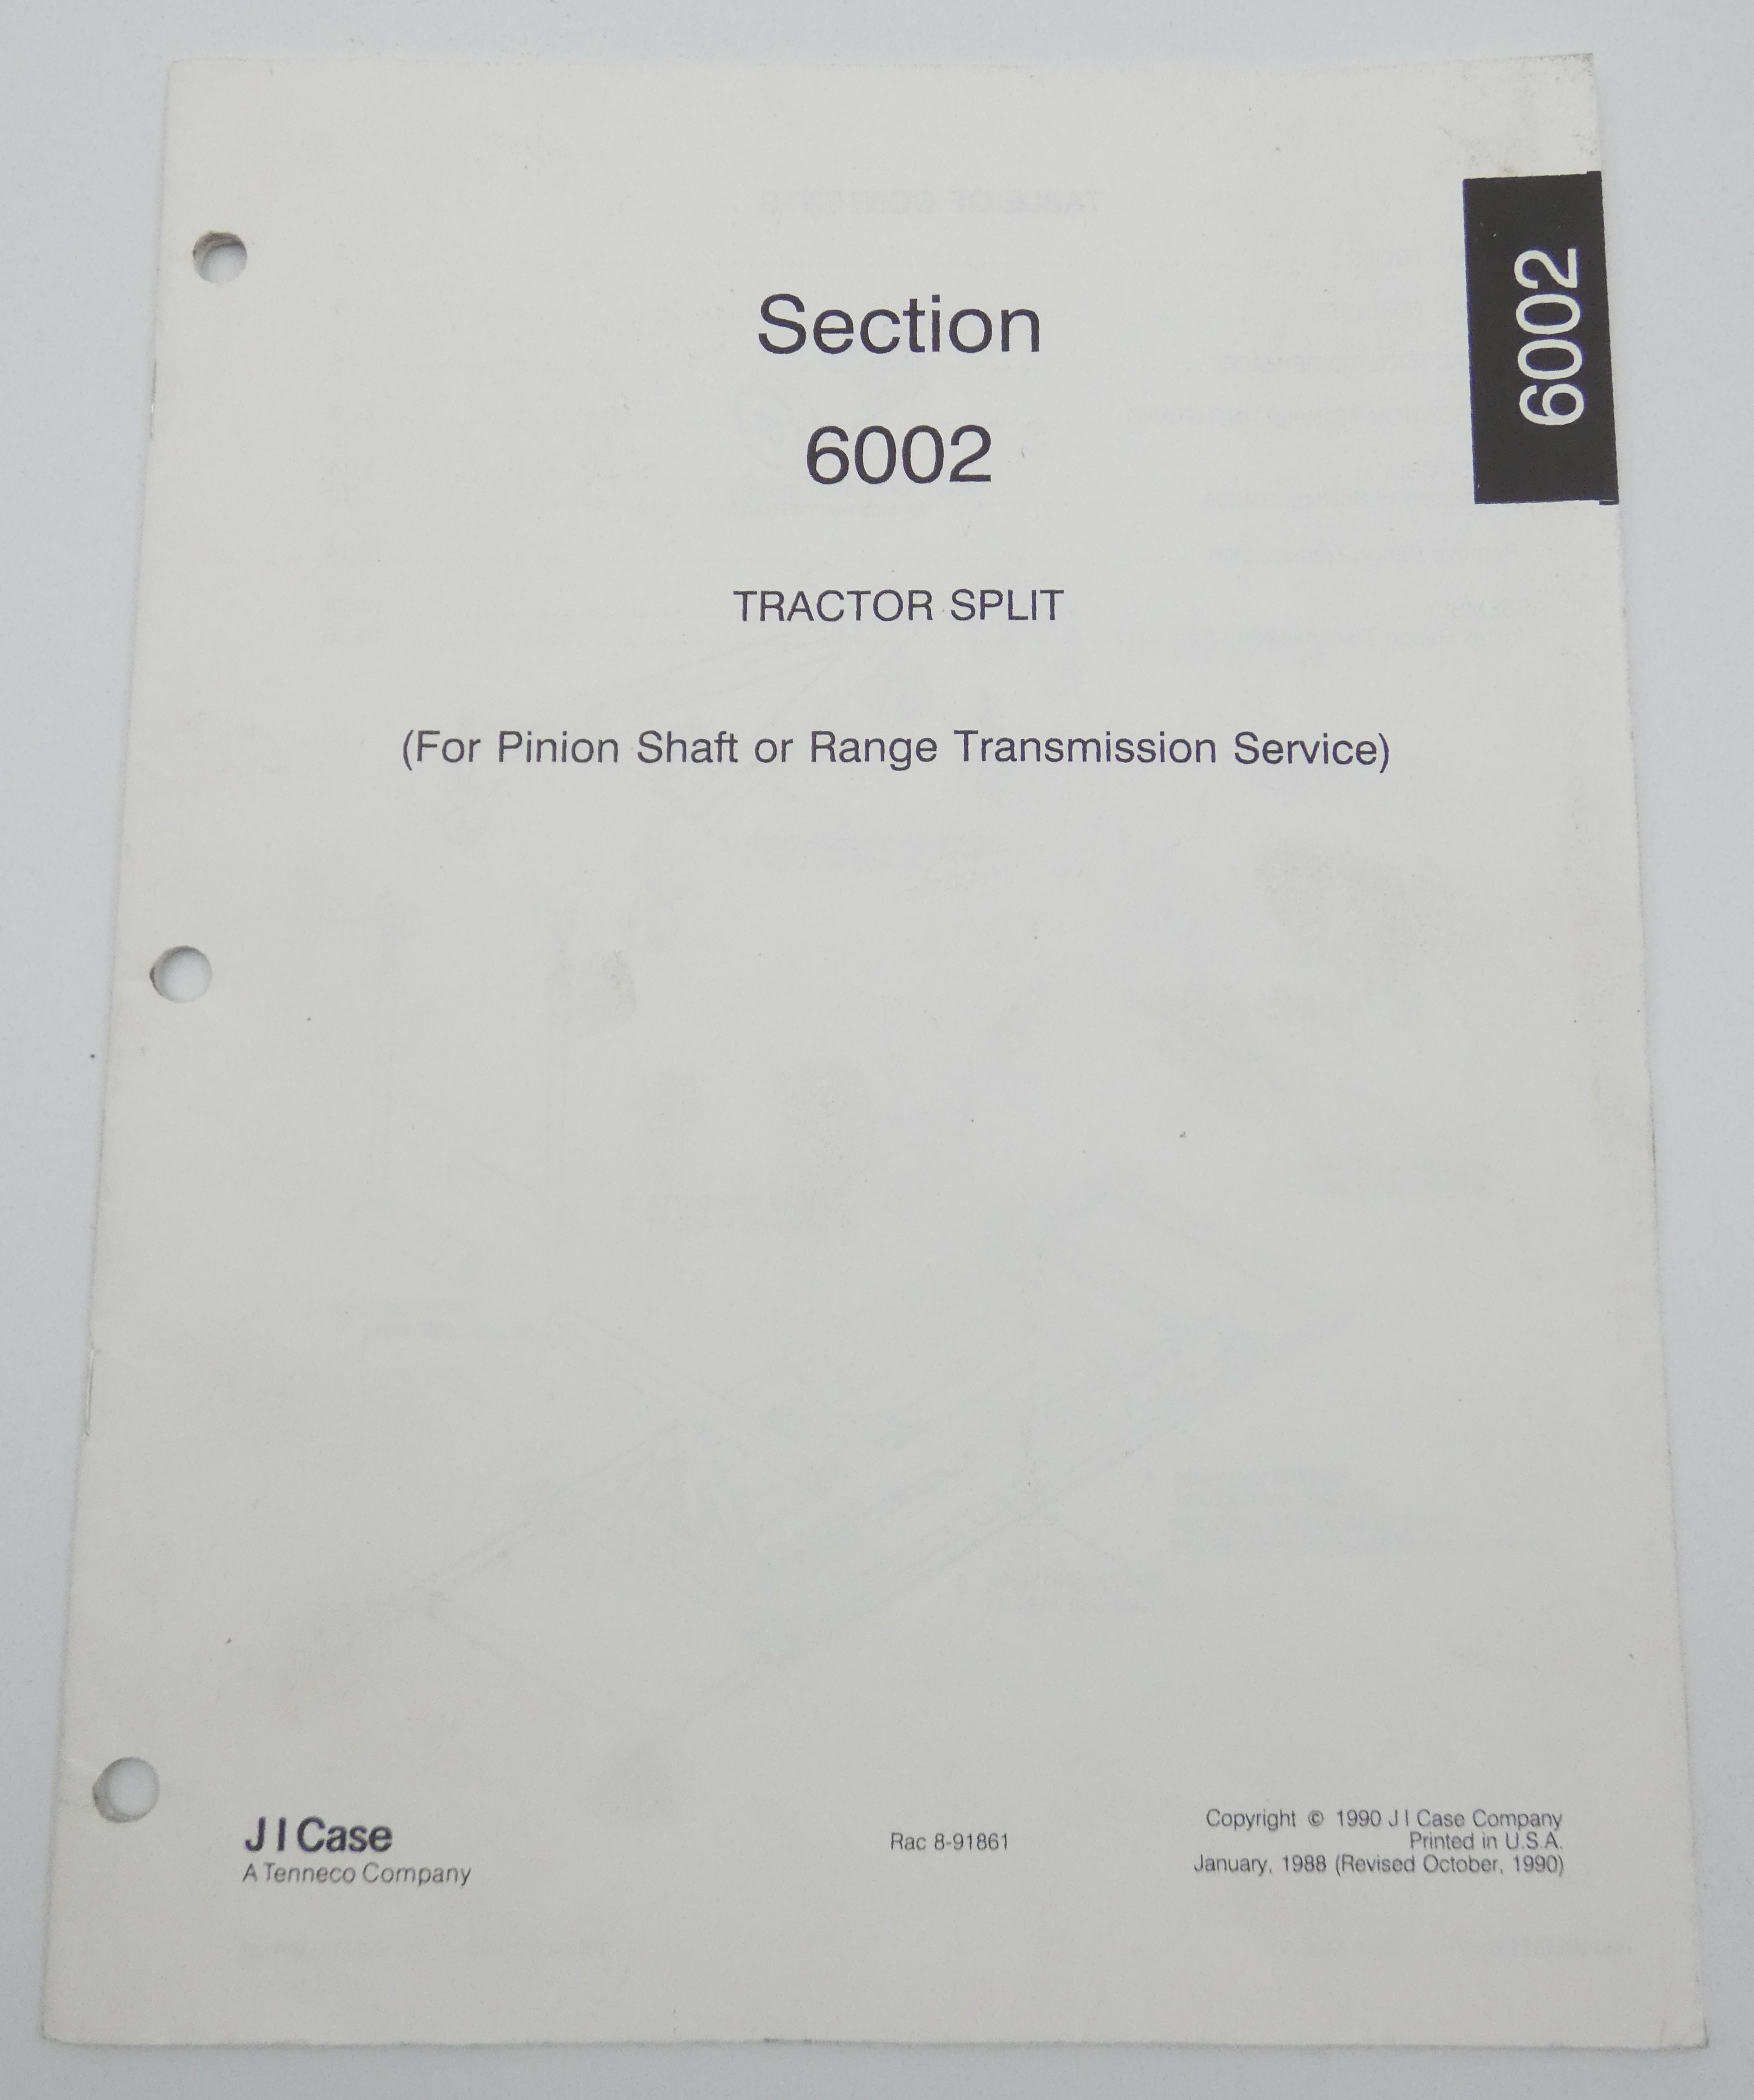 6002
Section
6002
TRACTOR SPLIT
(For Pinion Shaft or Range Transmission Service)
J I Case
A Tenneco Company
Rac 8-91861
Copyright © 1990 J I Case Company
Printed in U.S.A.
January, 1988 (Revised October, 1990)